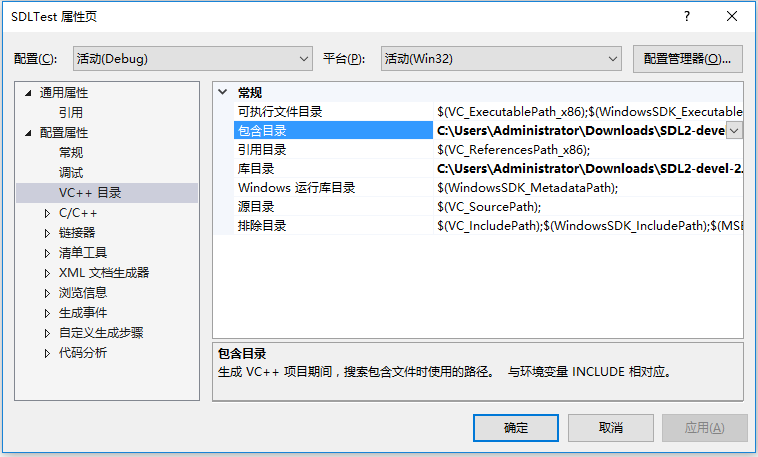 SDLTest 属性页
配置(C): 活动(Debug) 平台(P): 活动(Win32) 配置管理器(O)...
通用属性
引用
配置属性
常规
调试
VC++ 目录
C/C++
链接器
清单工具
XML 文档生成器
浏览信息
生成事件
自定义生成步骤
代码分析
常规
可执行文件目录 $(VC_ExecutablePath_x86);$(WindowsSDK_Executable
包含目录 C:\Users\Administrator\Downloads\SDL2-deve
引用目录 $(VC_ReferencesPath_x86);
库目录 C:\Users\Administrator\Downloads\SDL2-devel-2.
Windows 运行库目录 $(WindowsSDK_MetadataPath);
源目录 $(VC_SourcePath);
排除目录 $(VC_IncludePath);$(WindowsSDK_IncludePath);$(MSB
包含目录
生成 VC++ 项目期间，搜索包含文件时使用的路径。 与环境变量 INCLUDE 相对应。
确定 取消 应用(A)